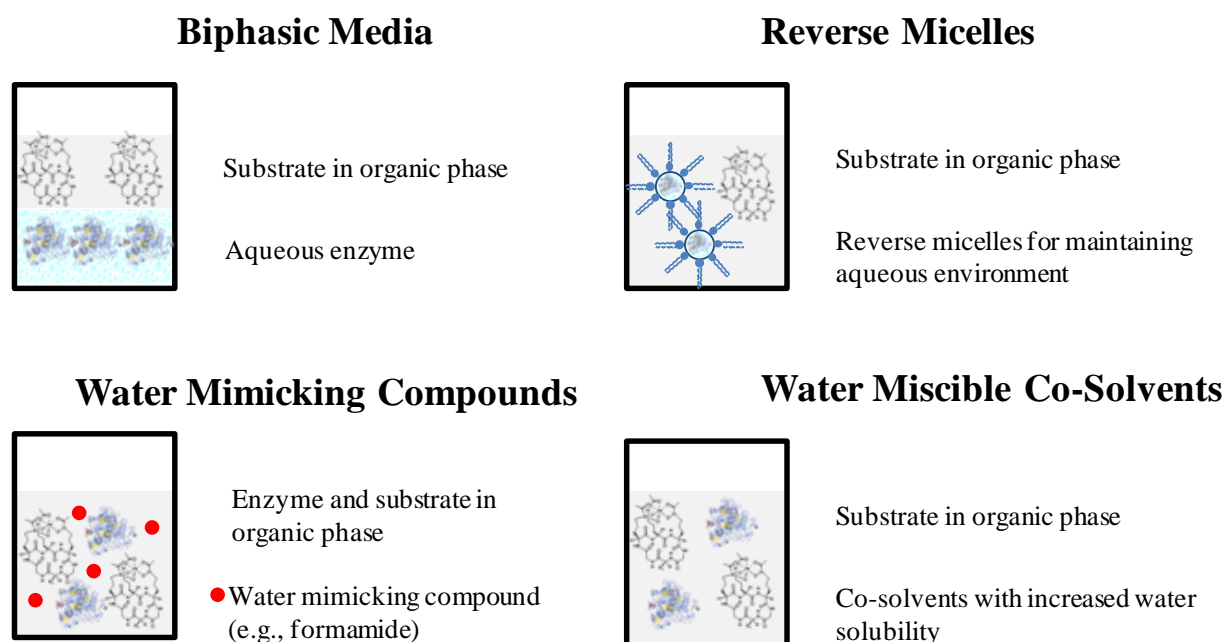 Biphasic Media
Substrate in organic phase
Aqueous enzyme
Reverse Micelles
Substrate in organic phase
Reverse micelles for maintaining
aqueous environment
Water Mimicking Compounds
Enzyme and substrate in
organic phase
Water mimicking compound
(e.g., formamide)
Water Miscible Co-Solvents
Substrate in organic phase
Co-solvents with increased water
solubility